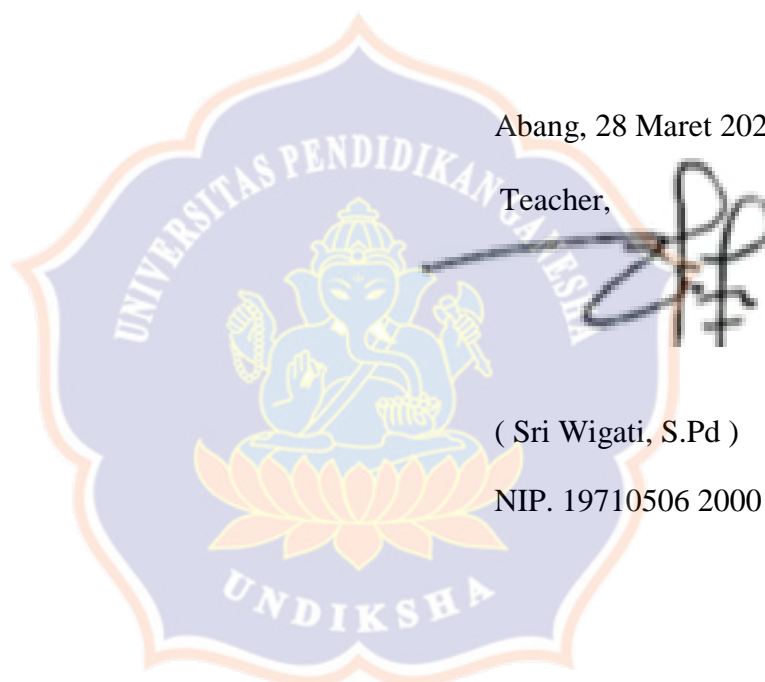 Abang, 28 Maret 202
UNIVERSITAS PENDIDIKAN GANESHA
Teacher,
( Sri Wigati, S.Pd )
NIP. 19710506 2000
UNDIKSHA